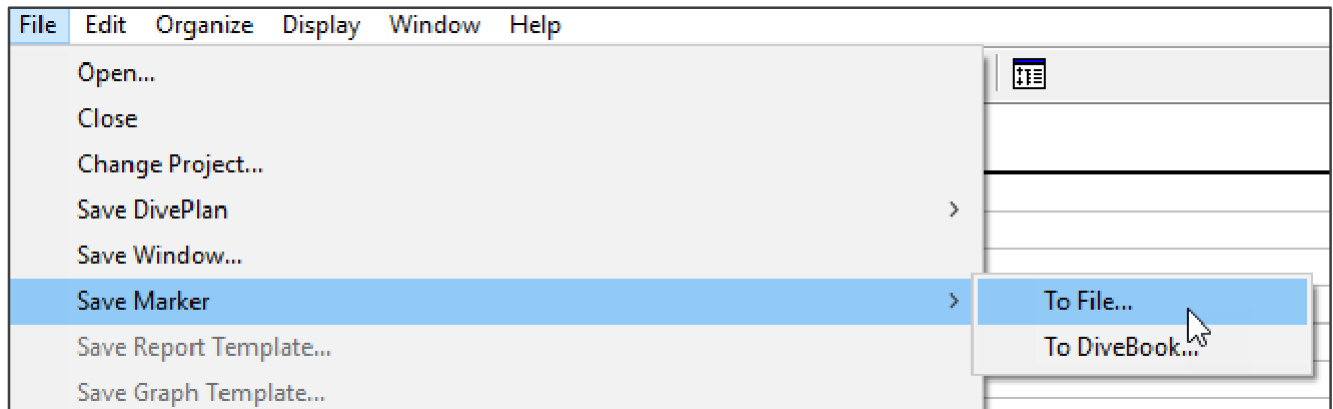 File Edit Organize Display Window Help
Open...
Close
Change Project...
Save DivePlan
Save Window...
Save Marker
To File...
Save Report Template...
To DiveBook...
Save Graph Template...